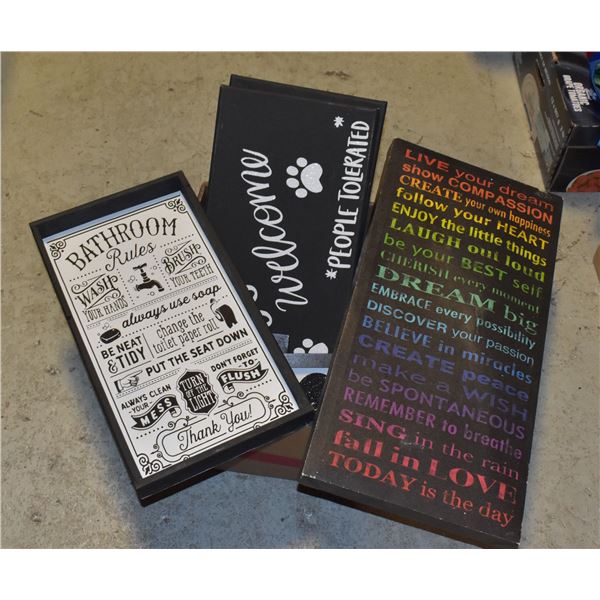 BATHROOM
Rules
WASH
YOUR HANDS
BRUSH
YOUR TEETH
always use soap
BE NEAT
& TIDY
change the
toilet paper roll
PUT THE SEAT DOWN
ALWAYS CLEAN
YOUR
MESS
TURN
OFF THE
LIGHT
DON'T FORGET
TO
FLUSH
Thank You!
welcome
*PEOPLE TOLERATED*
LIVE your dream
show COMPASSION
CREATE your own happiness
follow your HEART
ENJOY the little things
LAUGH out loud
be your BEST self
CHERISH every moment
DREAM big
EMBRACE every possibility
DISCOVER your passion
BELIEVE in miracles
CREATE peace
make a WISH
be SPONTANEOUS
REMEMBER to breathe
SING in the rain
fall in LOVE
TODAY is the day